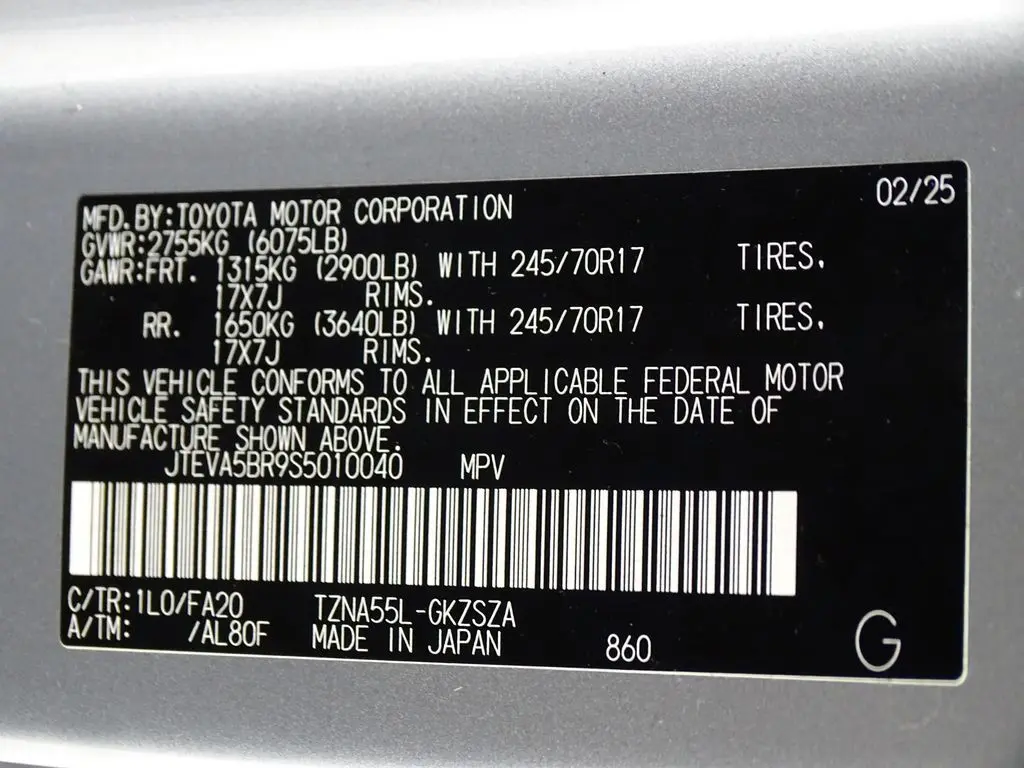 02/25
MFD.BY:TOYOTA MOTOR CORPORATION
GVWR:2755KG (6075LB)
GAWR:FRT. 1315KG (2900LB) WITH 245/70R17 TIRES.
17X7J RIMS.
RR. 1650KG (3640LB) WITH 245/70R17 TIRES.
17X7J RIMS.
THIS VEHICLE CONFORMS TO ALL APPLICABLE FEDERAL MOTOR
VEHICLE SAFETY STANDARDS IN EFFECT ON THE DATE OF
MANUFACTURE SHOWN ABOVE.
JTEVA5BR9S5010040 MPV
C/TR:1L0/FA20 TZNA55L-GKZSZA
A/TM: /AL80F MADE IN JAPAN 860 G